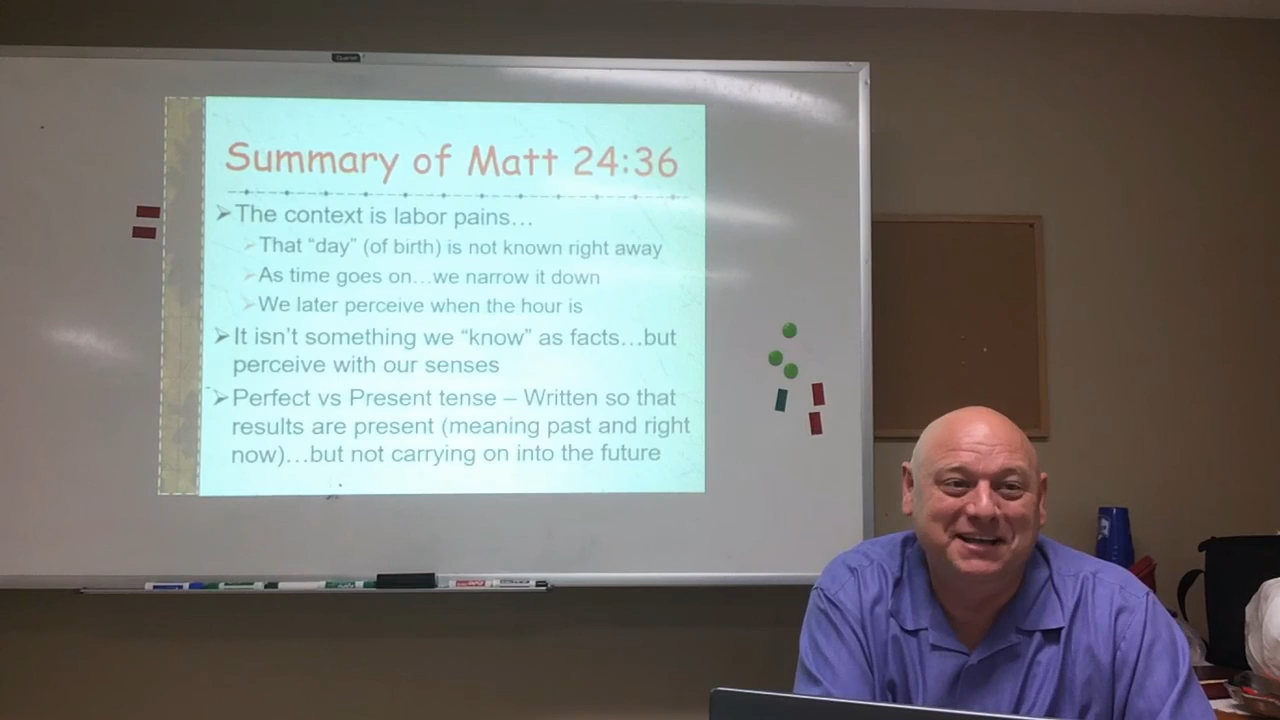 Quartet
Summary of Matt 24:36
The context is labor pains…
That “day” (of birth) is not known right away
As time goes on…we narrow it down
We later perceive when the hour is
It isn’t something we “know” as facts…but
perceive with our senses
Perfect vs Present tense – Written so that
results are present (meaning past and right
now)…but not carrying on into the future